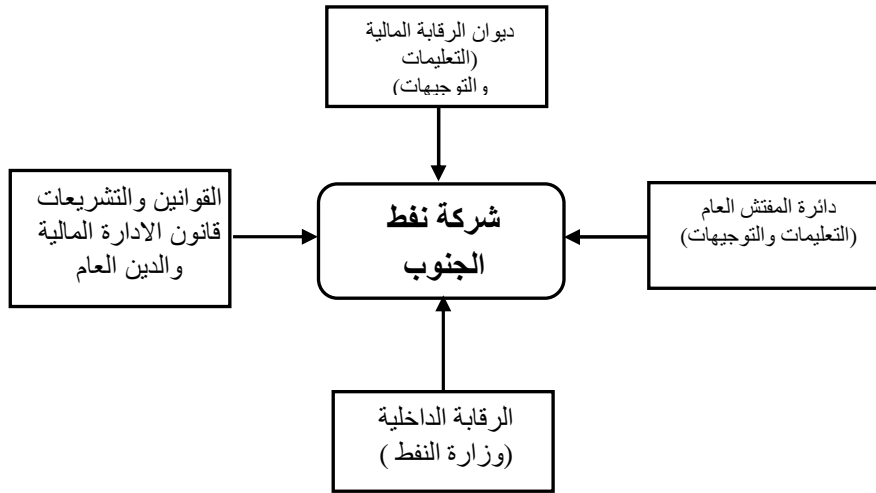 ديوان الرقابة المالية
(التعليمات
والتوجيهات)
القوانين والتشريعات
قانون الادارة المالية
والدين العام
شركة نفط
الجنوب
دائرة المفتش العام
(التعليمات والتوجيهات)
الرقابة الداخلية
(وزارة النفط )